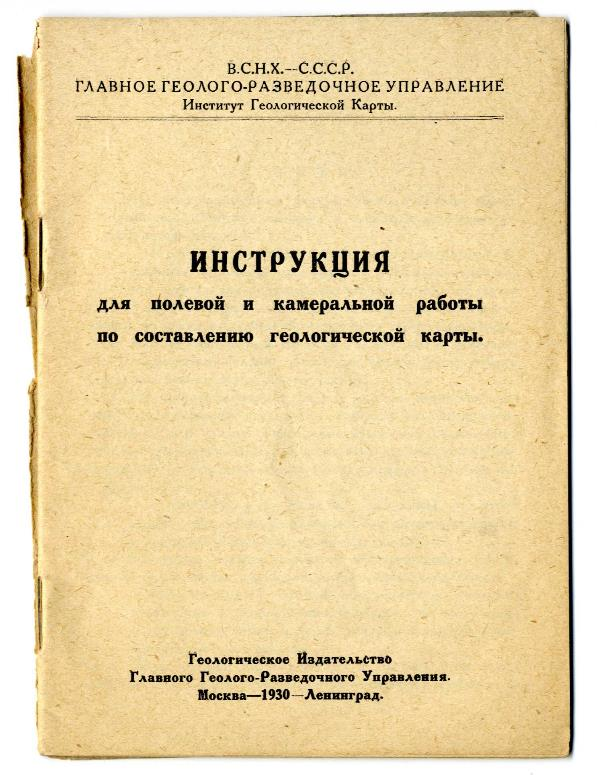 В.С.Н.Х.—С.С.С.Р.
ГЛАВНОЕ ГЕОЛОГО-РАЗВЕДОЧНОЕ УПРАВЛЕНИЕ
Институт Геологической Карты.
ИНСТРУКЦИЯ
для полевой и камеральной работы
по составлению геологической карты.
Геологическое Издательство
Главного Геолого-Разведочного Управления.
Москва—1930—Ленинград.